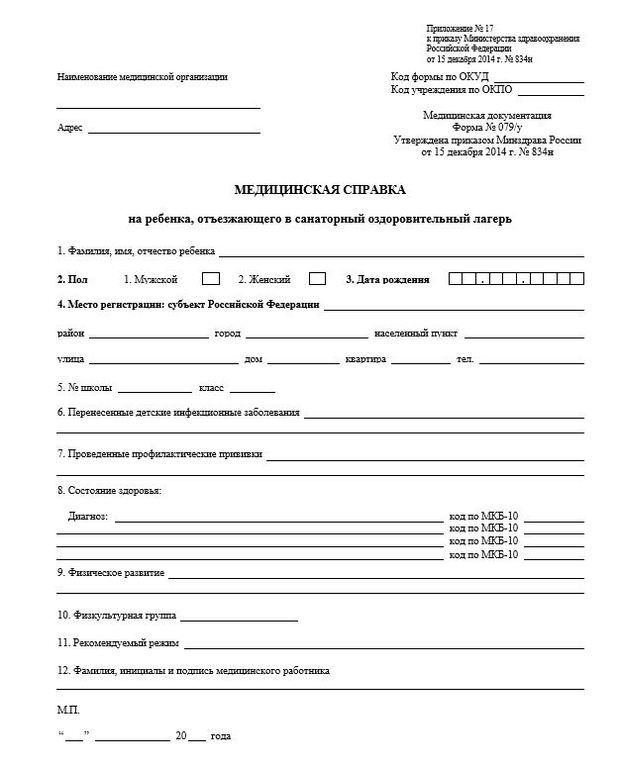 Приложение № 17
к приказу Министерства здравоохранения
Российской Федерации
от 15 декабря 2014 г. № 834н
Наименование медицинской организации
Код формы по ОКУД
Код учреждения по ОКПО
Адрес
Медицинская документация
Форма № 079/у
Утверждена приказом Минздрава России
от 15 декабря 2014 г. № 834н
МЕДИЦИНСКАЯ СПРАВКА
на ребенка, отъезжающего в санаторный оздоровительный лагерь
1. Фамилия, имя, отчество ребенка
2. Пол 1. Мужской 2. Женский 3. Дата рождения . .
4. Место регистрации: субъект Российской Федерации
район город населенный пункт
улица дом квартира тел.
5. № школы класс
6. Перенесенные детские инфекционные заболевания
7. Проведенные профилактические прививки
8. Состояние здоровья:
Диагноз: код по МКБ-10
код по МКБ-10
код по МКБ-10
код по МКБ-10
9. Физическое развитие
10. Физкультурная группа
11. Рекомендуемый режим
12. Фамилия, инициалы и подпись медицинского работника
М.П.
“___” ____________ 20___ года